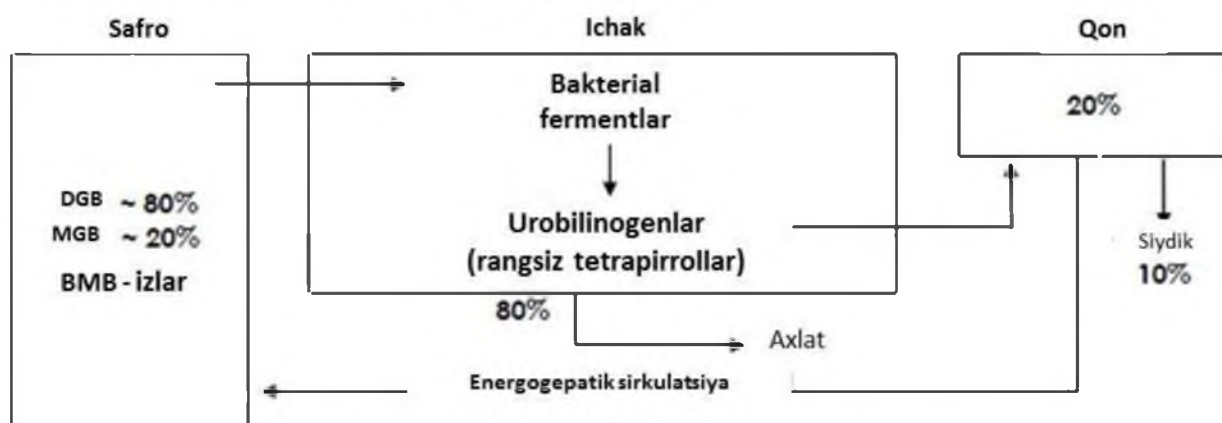 Safro
Ichak
Qon
Bakterial
fermentlar
20%
DGB ~ 80%
MGB ~ 20%
BMB - izlar
Urobilinogenlar
(rangsiz tetrapirrollar)
Siydik
10%
80%
Axlat
Energogepatik sirkulatsiya